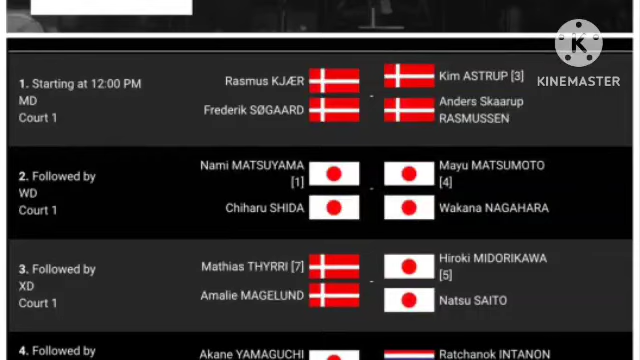 KINEMASTER
1. Starting at 12:00 PM
MD
Court 1
Rasmus KJÆR
Frederik SØGAARD
-
Kim ASTRUP [3]
Anders Skaarup
RASMUSSEN
2. Followed by
WD
Court 1
Nami MATSUYAMA
[1]
Chiharu SHIDA
-
Mayu MATSUMOTO
[4]
Wakana NAGAHARA
3. Followed by
XD
Court 1
Mathias THYRRI [7]
Amalie MAGELUND
-
Hiroki MIDORIKAWA
[5]
Natsu SAITO
4. Followed by
Akane YAMAGUCHI
Ratchanok INTANON